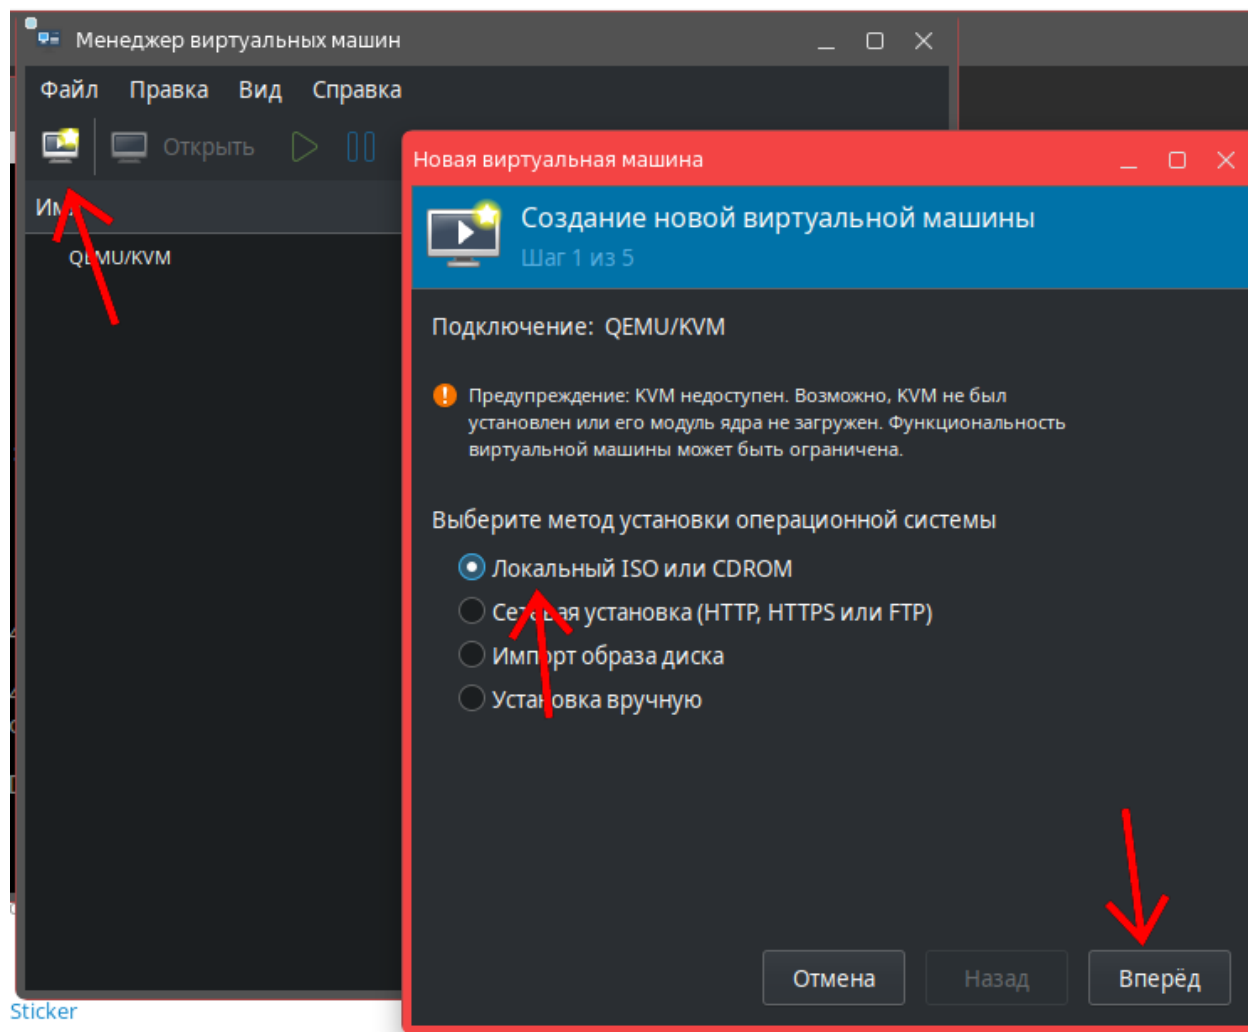 Менеджер виртуальных машин
Файл Правка Вид Справка
Открыть
QEMU/KVM
Новая виртуальная машина
Создание новой виртуальной машины
Шаг 1 из 5
Подключение: QEMU/KVM
Предупреждение: KVM недоступен. Возможно, KVM не был
установлен или его модуль ядра не загружен. Функциональность
виртуальной машины может быть ограничена.
Выберите метод установки операционной системы
Локальный ISO или CDROM
Сетевая установка (HTTP, HTTPS или FTP)
Импорт образа диска
Установка вручную
Отмена Назад Вперёд
Sticker